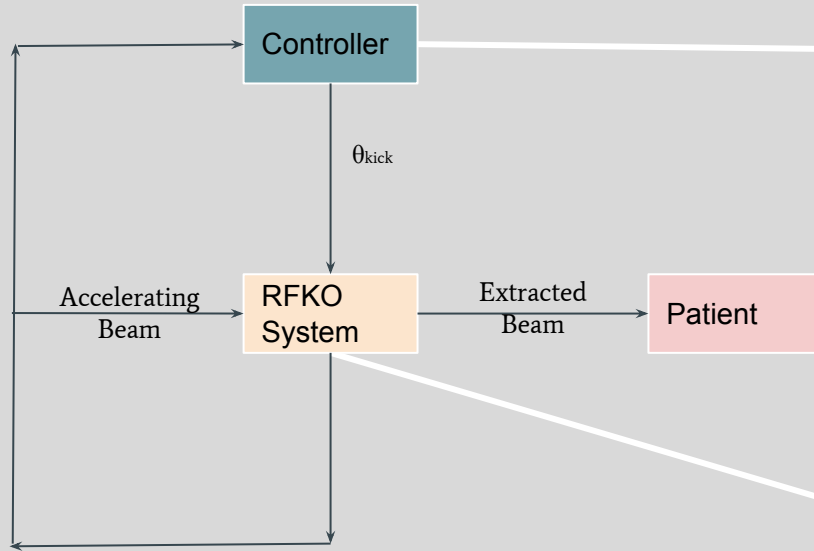 Controller
θkick
Accelerating
Beam
RFKO
System
Extracted
Beam
Patient